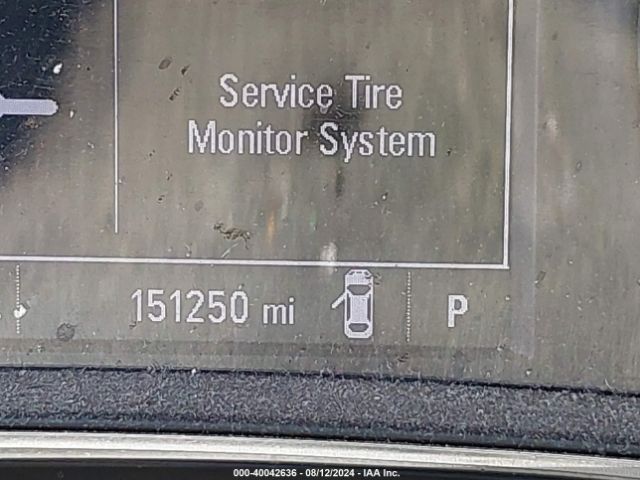 Service Tire
Monitor System
151250 mi
P
000-40042636 - 08/12/2024 - IAA Inc.